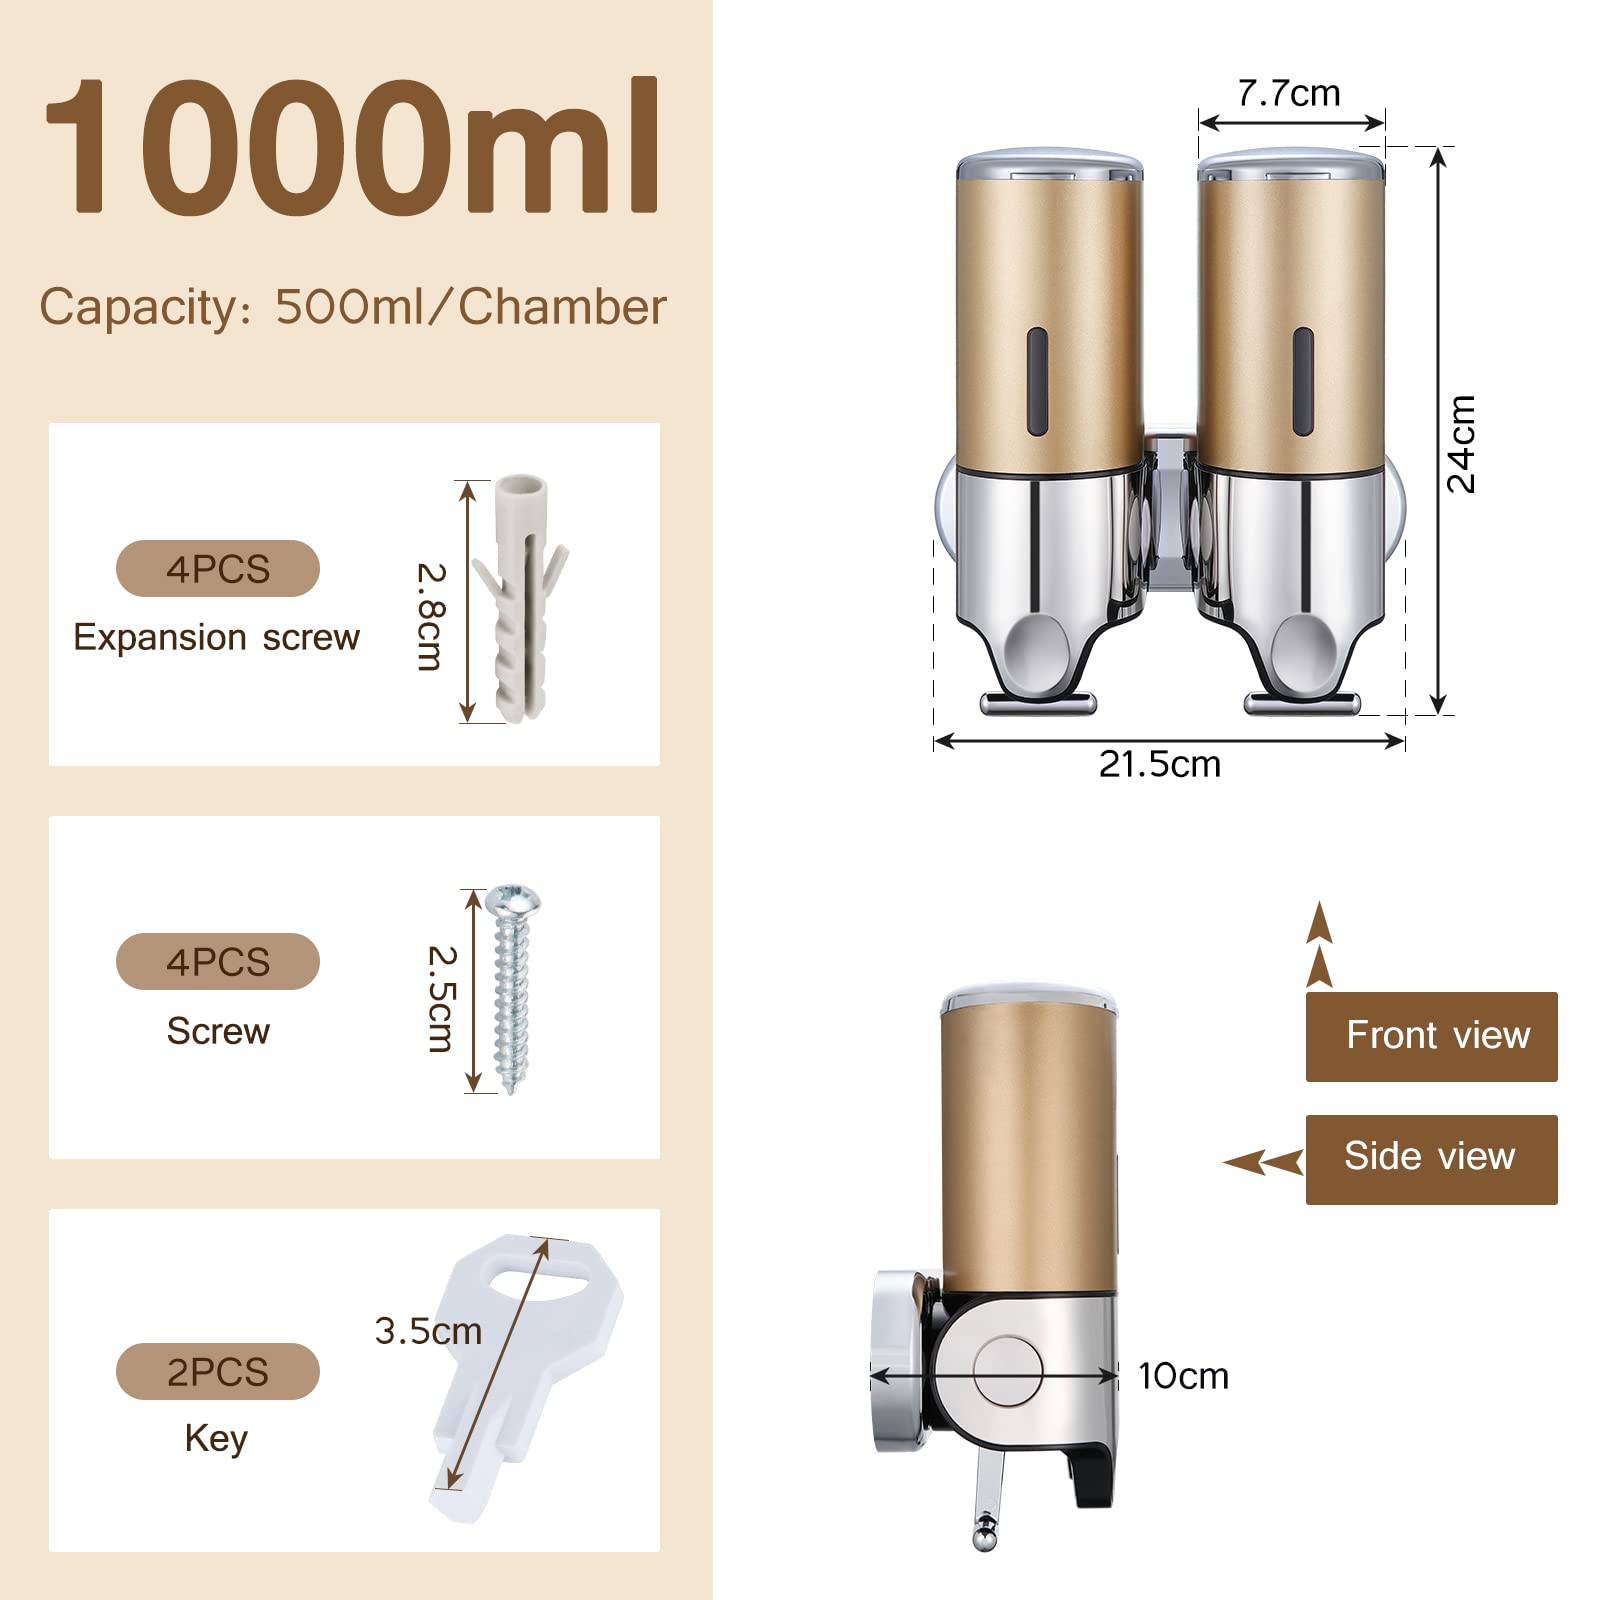 1000ml
Capacity: 500ml/Chamber
4PCS
Expansion screw
2.8cm
4PCS
Screw
2.5cm
2PCS
Key
3.5cm
7.7cm
24cm
21.5cm
Front view
Side view
10cm